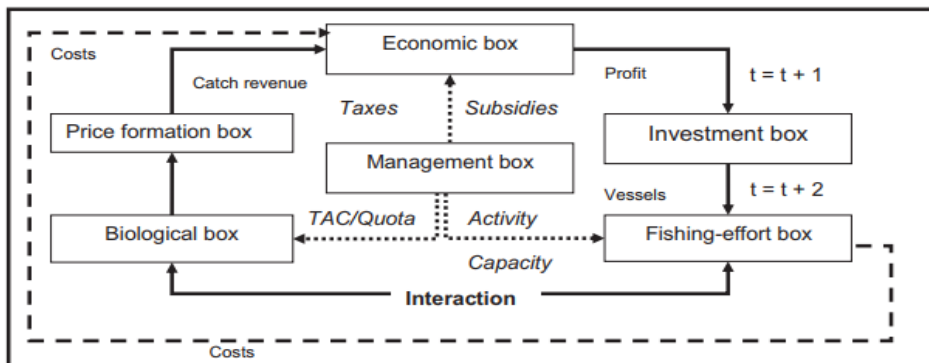 Economic box
Costs
Profit
t = t + 1
Catch revenue
Taxes
Subsidies
Price formation box
Investment box
Management box
Vessels
t = t + 2
TAC/Quota
Activity
Biological box
Fishing-effort box
Capacity
Interaction
Costs